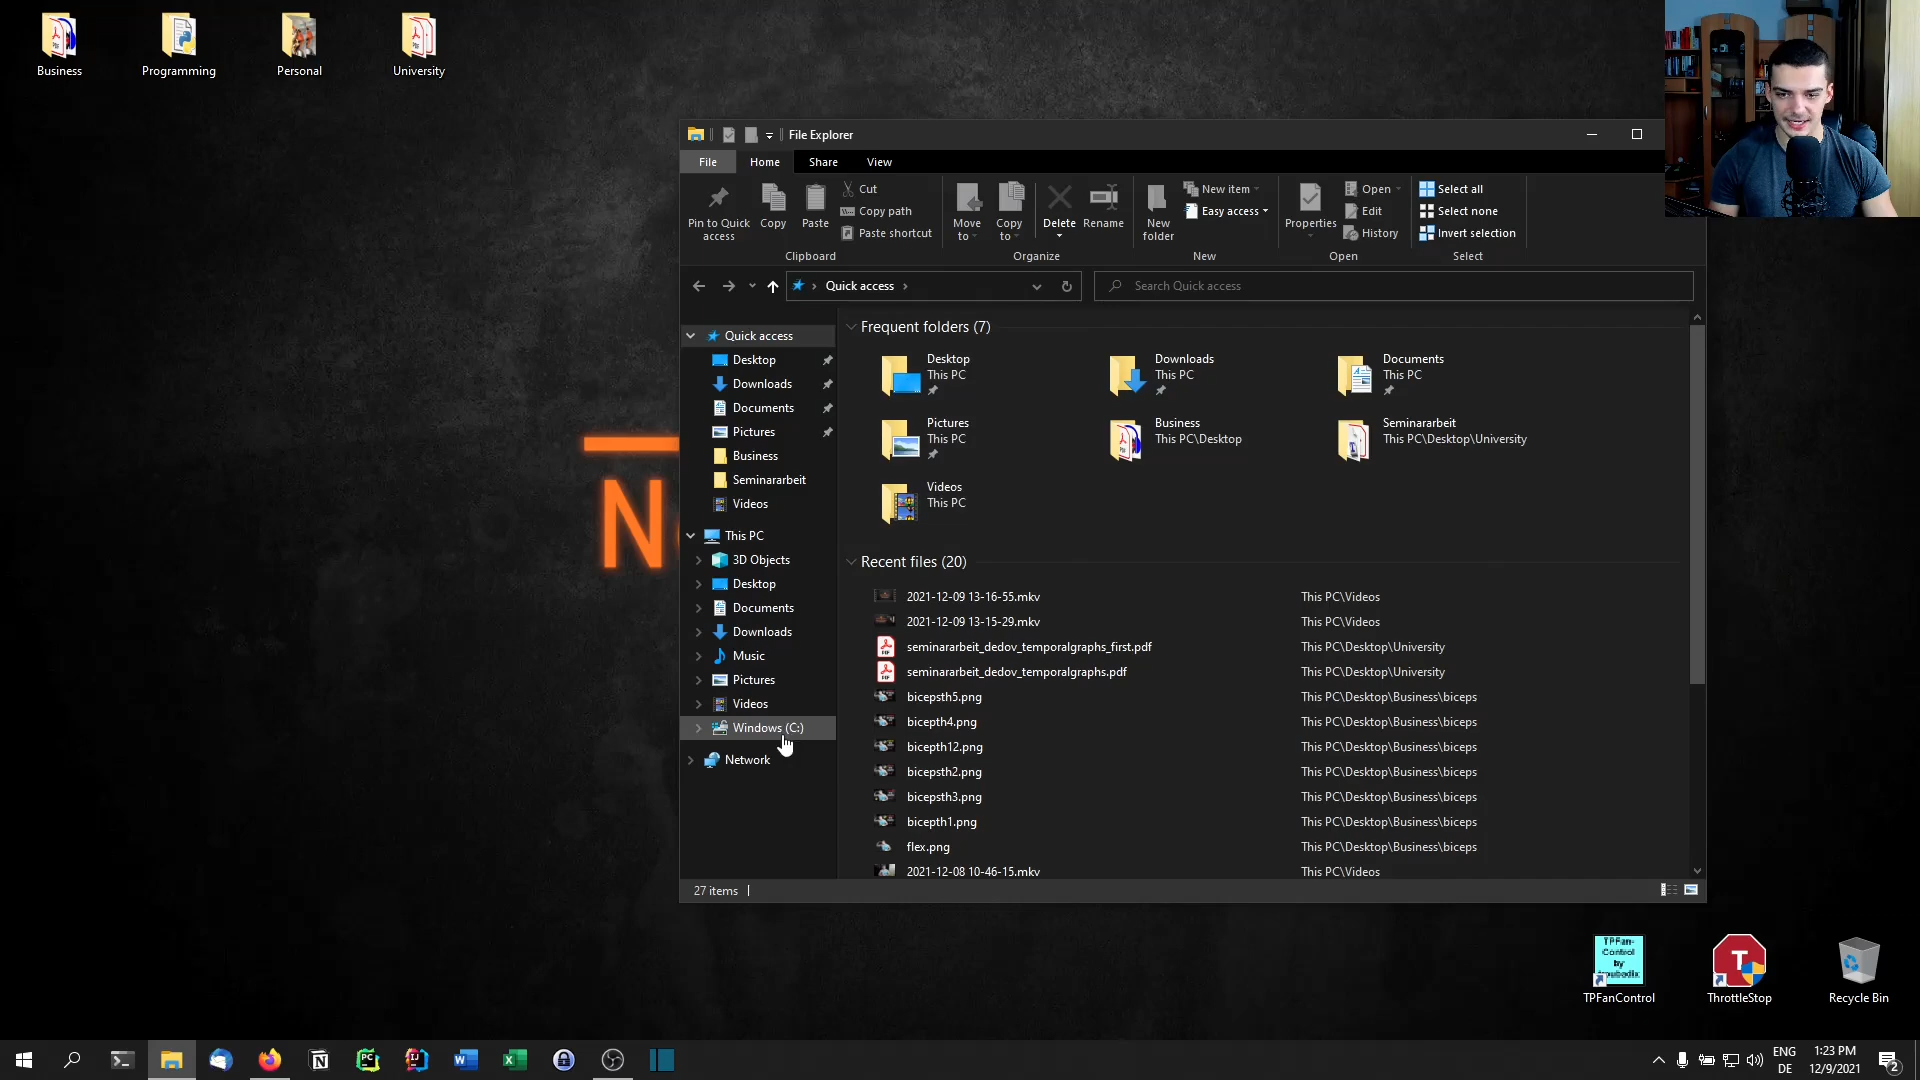 Business
Programming
Personal
University
File Explorer
File
Home
Share
View
Pin to Quick access
Copy
Paste
Cut
Copy path
Paste shortcut
Clipboard
Move to
Copy to
Delete
Rename
Organize
New folder
New item
Easy access
New
Properties
Open
Edit
History
Open
Select all
Select none
Invert selection
Select
Quick access
Search Quick access
Quick access
Desktop
Downloads
Documents
Pictures
Business
Seminararbeit
Videos
This PC
3D Objects
Desktop
Documents
Downloads
Music
Pictures
Videos
Windows (C:)
Network
Frequent folders (7)
Desktop
This PC
Downloads
This PC
Documents
This PC
Pictures
This PC
Business
This PC\Desktop
Seminararbeit
This PC\Desktop\University
Videos
This PC
Recent files (20)
2021-12-09 13-16-55.mkv This PC\Videos
2021-12-09 13-15-29.mkv This PC\Videos
seminararbeit_dedov_temporalgraphs_first.pdf This PC\Desktop\University
seminararbeit_dedov_temporalgraphs.pdf This PC\Desktop\University
bicepsth5.png This PC\Desktop\Business\biceps
bicepth4.png This PC\Desktop\Business\biceps
bicepth12.png This PC\Desktop\Business\biceps
bicepsth2.png This PC\Desktop\Business\biceps
bicepsth3.png This PC\Desktop\Business\biceps
bicepth1.png This PC\Desktop\Business\biceps
flex.png This PC\Desktop\Business\biceps
2021-12-08 10-46-15.mkv This PC\Videos
27 items
N
TPFan-
Control
by
troubadix
TPFanControl
T
ThrottleStop
Recycle Bin
ENG
DE
1:23 PM
12/9/2021
2